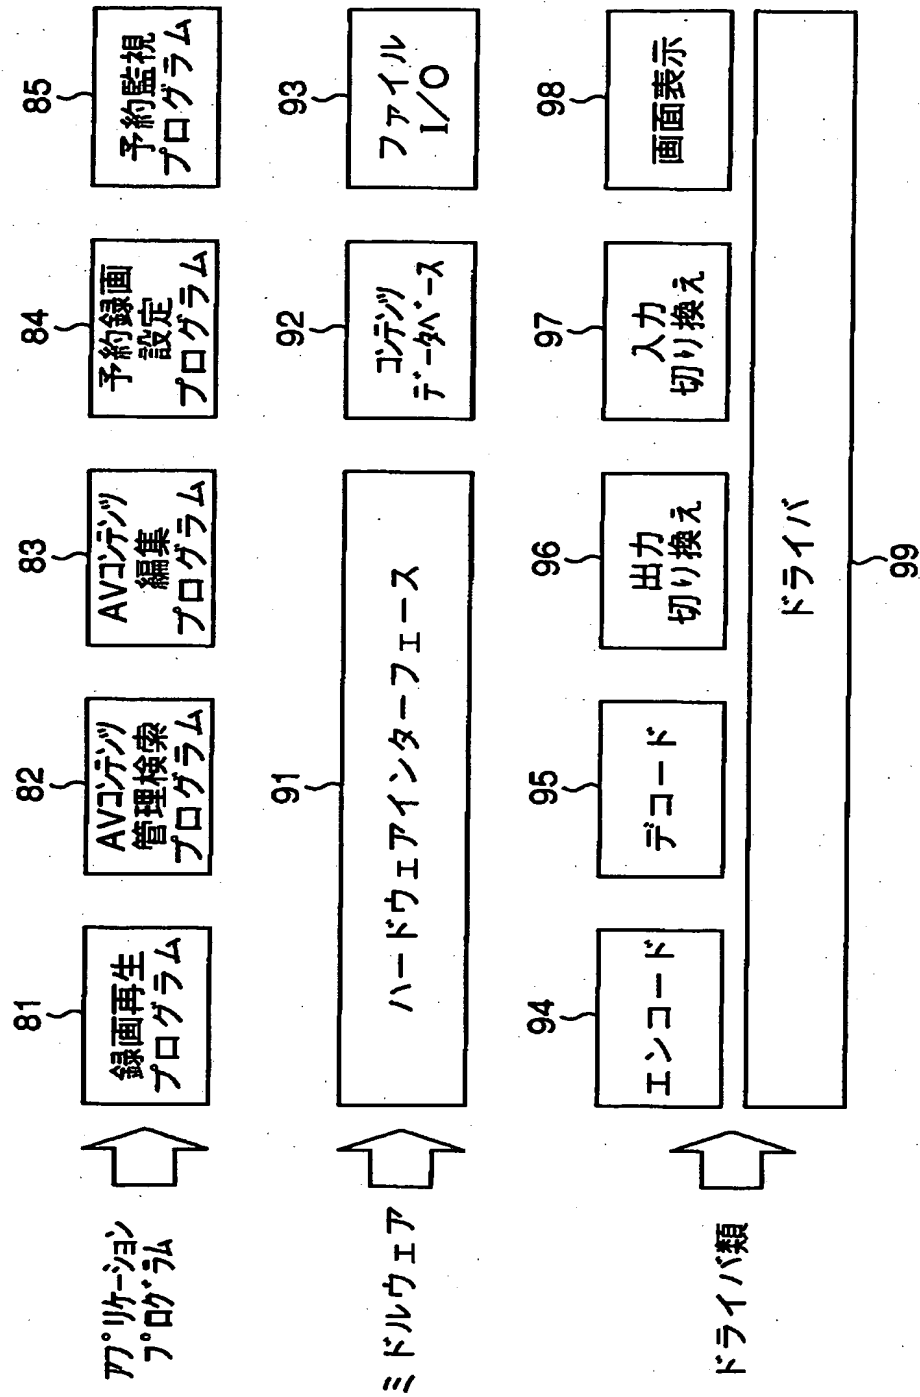 アプリケーション
プログラム
81
録画再生
プログラム
82
AVコンテンツ
管理検索
プログラム
83
AVコンテンツ
編集
プログラム
84
予約録画
設定
プログラム
85
予約監視
プログラム
ミドルウェア
91
ハードウェアインターフェース
92
コンテンツ
データベース
93
ファイル
I/O
ドライバ類
94
エンコード
95
デコード
96
出力
切り換え
97
入力
切り換え
98
画面表示
ドライバ
99